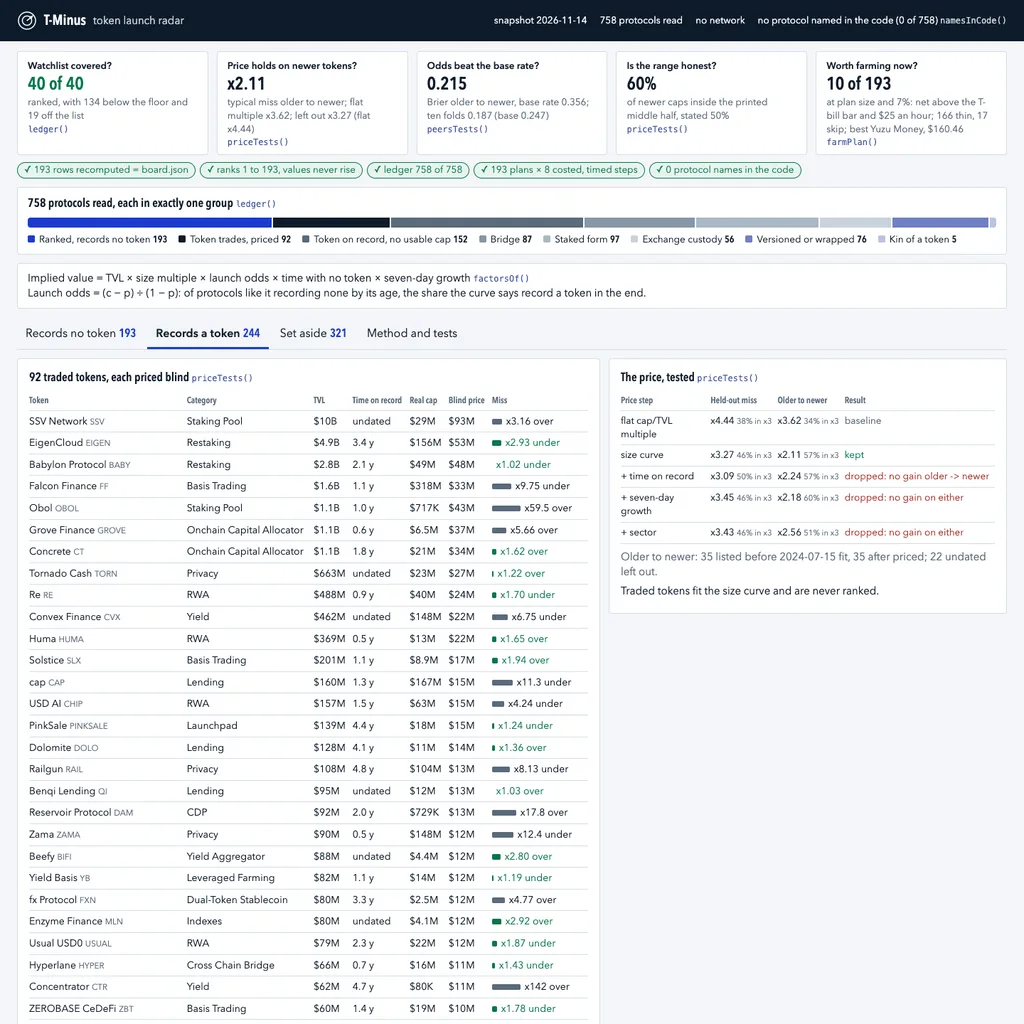 T-Minus token launch radar
snapshot 2026-11-14 758 protocols read no network no protocol named in the code (0 of 758) namesInCode()
Watchlist covered?
40 of 40
ranked, with 134 below the floor and
19 off the list
ledger()
Price holds on newer tokens?
x2.11
typical miss older to newer; flat
multiple x3.62; left out x3.27 (flat
x4.44)
priceTests()
Odds beat the base rate?
0.215
Brier older to newer, base rate 0.356;
ten folds 0.187 (base 0.247)
peersTests()
Is the range honest?
60%
of newer caps inside the printed
middle half, stated 50%
priceTests()
Worth farming now?
10 of 193
at plan size and 7%: net above the T-
bill bar and $25 an hour; 166 thin, 17
skip; best Yuzu Money, $160.46
farmPlan()
✓ 193 rows recomputed = board.json
✓ ranks 1 to 193, values never rise
✓ ledger 758 of 758
✓ 193 plans × 8 costed, timed steps
✓ 0 protocol names in the code
758 protocols read, each in exactly one group ledger()
Ranked, records no token 193 Token trades, priced 92 Token on record, no usable cap 152 Bridge 87 Staked form 97 Exchange custody 56 Versioned or wrapped 76 Kin of a token 5
Implied value = TVL × size multiple × launch odds × time with no token × seven-day growth factorsOf()
Launch odds = (c − p) ÷ (1 − p): of protocols like it recording none by its age, the share the curve says record a token in the end.
Records no token 193 Records a token 244 Set aside 321 Method and tests
92 traded tokens, each priced blind priceTests()
Token Category TVL Time on record Real cap Blind price Miss
SSV Network SSV Staking Pool $10B undated $29M $93M x3.16 over
EigenCloud EIGEN Restaking $4.9B 3.4 y $156M $53M x2.93 under
Babylon Protocol BABY Restaking $2.8B 2.1 y $49M $48M x1.02 under
Falcon Finance FF Basis Trading $1.6B 1.1 y $318M $33M x9.75 under
Obol OBOL Staking Pool $1.1B 1.0 y $717K $43M x59.5 over
Grove Finance GROVE Onchain Capital Allocator $1.1B 0.6 y $6.5M $37M x5.66 over
Concrete CT Onchain Capital Allocator $1.1B 1.8 y $21M $34M x1.62 over
Tornado Cash TORN Privacy $663M undated $23M $27M x1.22 over
Re RE RWA $488M 0.9 y $40M $24M x1.70 under
Convex Finance CVX Yield $462M undated $148M $22M x6.75 under
Huma HUMA RWA $369M 0.5 y $13M $22M x1.65 over
Solstice SLX Basis Trading $201M 1.1 y $8.9M $17M x1.94 over
cap CAP Lending $160M 1.3 y $167M $15M x11.3 under
USD AI CHIP RWA $157M 1.5 y $63M $15M x4.24 under
PinkSale PINKSALE Launchpad $139M 4.4 y $18M $15M x1.24 under
Dolomite DOLO Lending $128M 4.1 y $11M $14M x1.36 over
Railgun RAIL Privacy $108M 4.8 y $104M $13M x8.13 under
Benqi Lending QI Lending $95M undated $12M $13M x1.03 over
Reservoir Protocol DAM CDP $92M 2.0 y $729K $13M x17.8 over
Zama ZAMA Privacy $90M 0.5 y $148M $12M x12.4 under
Beefy BIFI Yield Aggregator $88M undated $4.4M $12M x2.80 over
Yield Basis YB Leveraged Farming $82M 1.1 y $14M $12M x1.19 under
fx Protocol FXN Dual-Token Stablecoin $80M 3.3 y $2.5M $12M x4.77 over
Enzyme Finance MLN Indexes $80M undated $4.1M $12M x2.92 over
Usual USD0 USUAL RWA $79M 2.3 y $22M $12M x1.87 under
Hyperlane HYPER Cross Chain Bridge $66M 0.7 y $16M $11M x1.43 under
Concentrator CTR Yield $62M 4.7 y $80K $11M x142 over
ZEROBASE CeDeFi ZBT Basis Trading $60M 1.4 y $19M $10M x1.78 under
The price, tested priceTests()
Price step Held-out miss Older to newer Result
flat cap/TVL
multiple x4.44 38% in x3 x3.62 34% in x3 baseline
size curve x3.27 46% in x3 x2.11 57% in x3 kept
+ time on record x3.09 50% in x3 x2.24 57% in x3 dropped: no gain older -> newer
+ seven-day
growth x3.45 46% in x3 x2.18 60% in x3 dropped: no gain on either
+ sector x3.43 46% in x3 x2.56 51% in x3 dropped: no gain on either
Older to newer: 35 listed before 2024-07-15 fit, 35 after priced; 22 undated
left out.
Traded tokens fit the size curve and are never ranked.